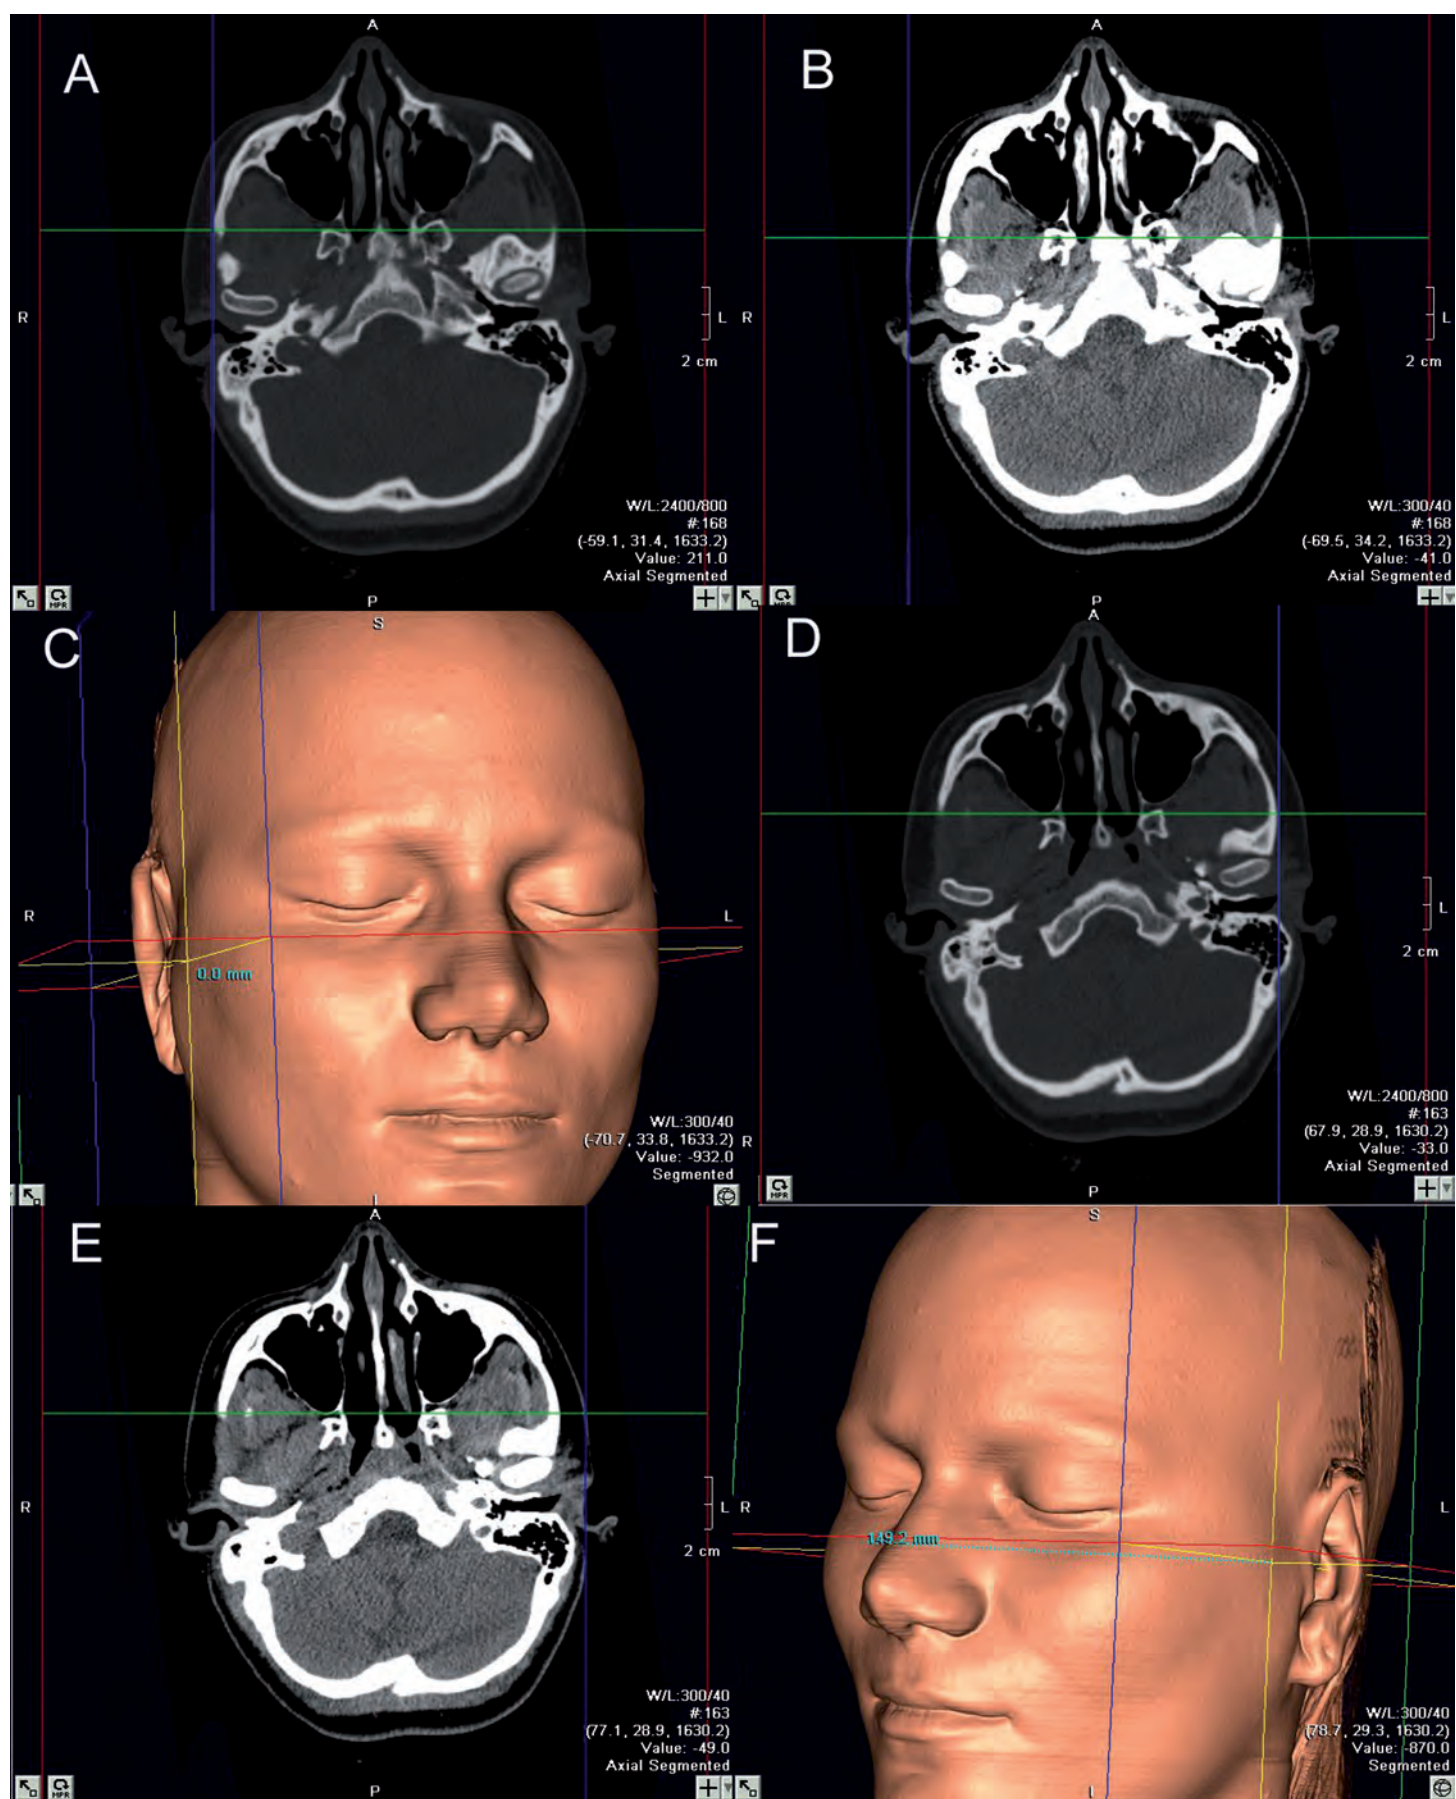 A
A
R
L
2 cm
W/L:2400/800
#:168
(-59.1, 31.4, 1633.2)
Value: 211.0
Axial Segmented
MPR
P
B
A
R
L
2 cm
W/L:300/40
#:168
(-69.5, 34.2, 1633.2)
Value: -41.0
Axial Segmented
MPR
P
C
S
R
L
0.0 mm
W/L:300/40
(-70.7, 33.8, 1633.2)
Value: -932.0
Segmented
I
D
A
R
L
2 cm
W/L:2400/800
#:163
(67.9, 28.9, 1630.2)
Value: -33.0
Axial Segmented
MPR
P
E
A
R
L
2 cm
W/L:300/40
#:163
(77.1, 28.9, 1630.2)
Value: -49.0
Axial Segmented
MPR
P
F
S
R
L
149.2 mm
W/L:300/40
(78.7, 29.3, 1630.2)
Value: -870.0
Segmented
I